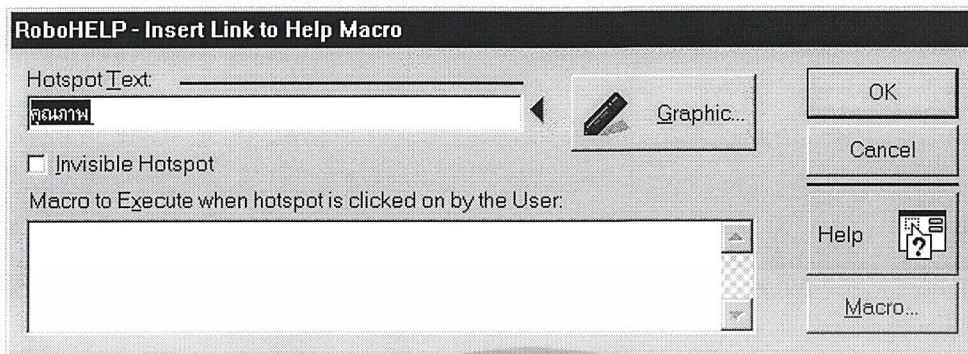 RoboHELP - Insert Link to Help Macro
Hotspot Text:
คุณภาพ
Graphic...
OK
Invisible Hotspot
Cancel
Macro to Execute when hotspot is clicked on by the User:
Help
Macro...